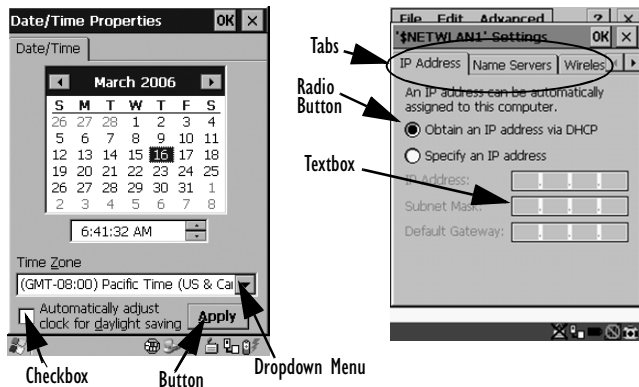 Date/Time Properties OK ×
Date/Time
March 2006
S M T W T F S
26 27 28 1 2 3 4
5 6 7 8 9 10 11
12 13 14 15 16 17 18
19 20 21 22 23 24 25
26 27 28 29 30 31 1
2 3 4 5 6 7 8
6:41:32 AM
Time Zone
(GMT-08:00) Pacific Time (US & Ca
Automatically adjust
clock for daylight saving
Apply
Checkbox
Button
Dropdown Menu
Tabs
Radio
Button
Textbox
File Edit Advanced ? ×
'$NETWLAN1' Settings OK ×
IP Address Name Servers Wireles
An IP address can be automatically
assigned to this computer.
Obtain an IP address via DHCP
Specify an IP address
IP Address:
Subnet Mask:
Default Gateway: